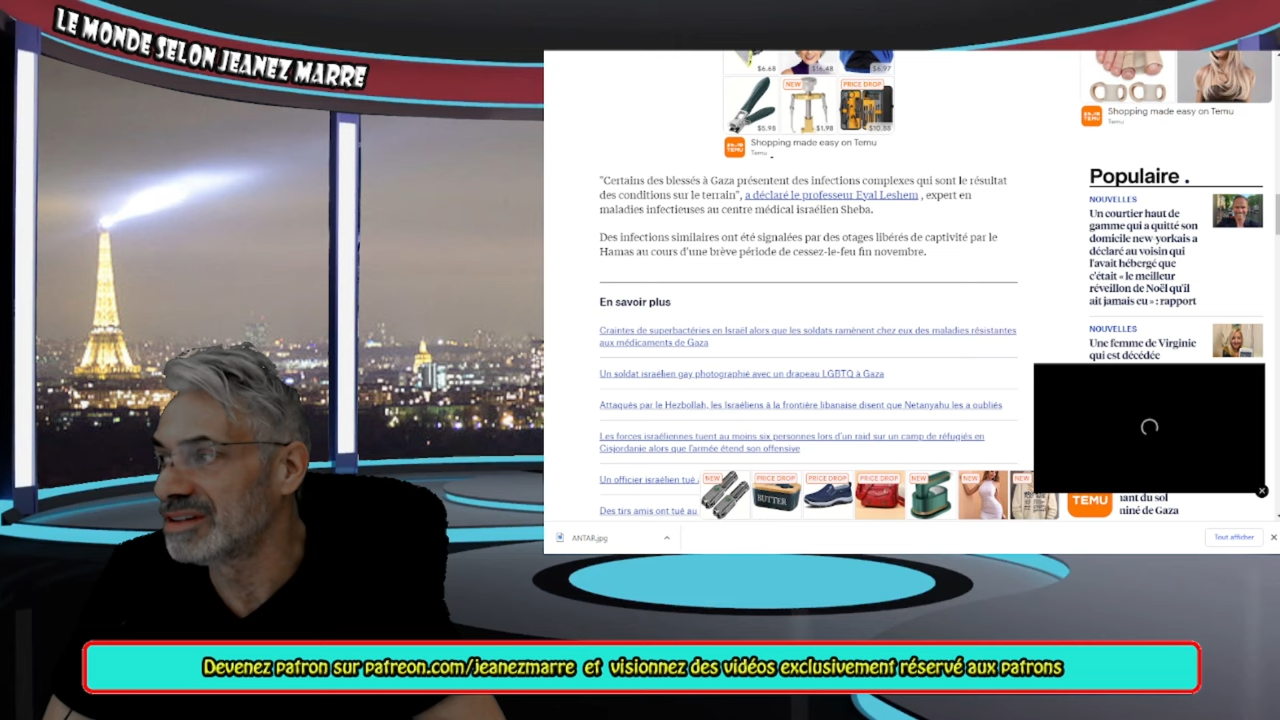 LE MONDE SELON JEANEZ MARRE
$6.68
$16.48
$6.97
NEW
PRICE DROP
$5.98
$1.98
$10.88
TEMU
Shopping made easy on Temu
Temu
"Certains des blessés à Gaza présentent des infections complexes qui sont le résultat
des conditions sur le terrain", a déclaré le professeur Eyal Leshem , expert en
maladies infectieuses au centre médical israélien Sheba.
Des infections similaires ont été signalées par des otages libérés de captivité par le
Hamas au cours d'une brève période de cessez-le-feu fin novembre.
En savoir plus
Craintes de superbactéries en Israël alors que les soldats ramènent chez eux des maladies résistantes
aux médicaments de Gaza
Un soldat israélien gay photographié avec un drapeau LGBTQ à Gaza
Attaqués par le Hezbollah, les Israéliens à la frontière libanaise disent que Netanyahu les a oubliés
Les forces israéliennes tuent au moins six personnes lors d'un raid sur un camp de réfugiés en
Cisjordanie alors que l'armée étend son offensive
Un officier israélien tué
Des tirs amis ont tué au
NEW
PRICE DROP
BUTTER
PRICE DROP
PRICE DROP
NEW
NEW
NEW
TEMU
Shopping made easy on Temu
Temu
TEMU
Populaire .
NOUVELLES
Un courtier haut de
gamme qui a quitté son
domicile new-yorkais a
déclaré au voisin qui
l'avait hébergé que
c'était « le meilleur
réveillon de Noël qu'il
ait jamais eu » : rapport
NOUVELLES
Une femme de Virginie
qui est décédée
iant du sol
niné de Gaza
ANTAR.jpg
Tout afficher
Devenez patron sur patreon.com/jeanezmarre et visionnez des vidéos exclusivement réservé aux patrons